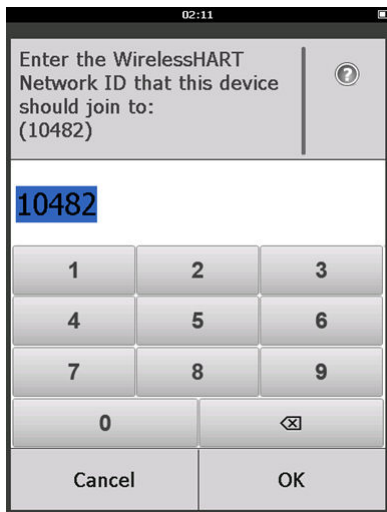 02:11
Enter the WirelessHART
Network ID that this device
should join to:
(10482)
?
10482
1 2 3
4 5 6
7 8 9
0
Cancel OK